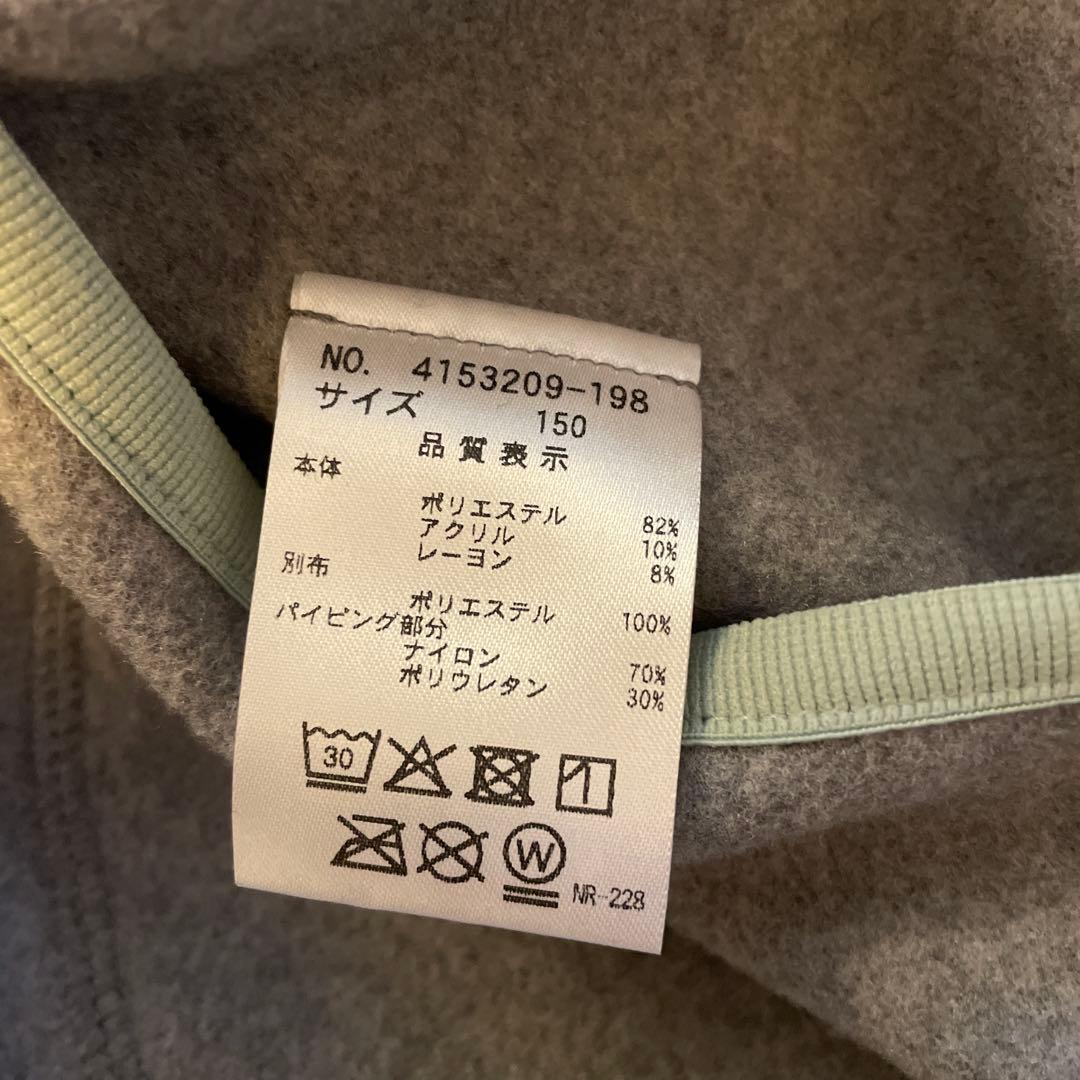 NO. 4153209-198
サイズ 150
品質表示
本体
ポリエステル 82%
アクリル 10%
レーヨン 8%
別布
ポリエステル 100%
パイピング部分
ナイロン 70%
ポリウレタン 30%
30
W
NR-228